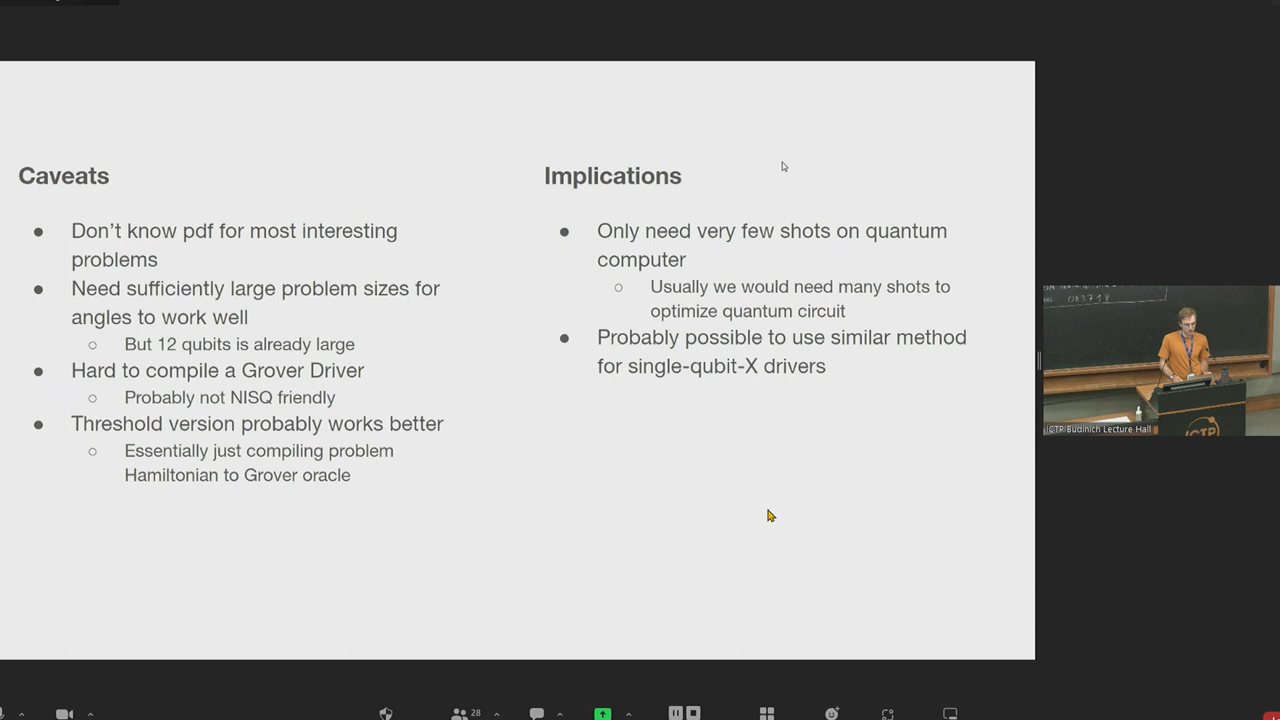 Caveats
● Don't know pdf for most interesting
problems
● Need sufficiently large problem sizes for
angles to work well
○ But 12 qubits is already large
● Hard to compile a Grover Driver
○ Probably not NISQ friendly
● Threshold version probably works better
○ Essentially just compiling problem
Hamiltonian to Grover oracle
Implications
● Only need very few shots on quantum
computer
○ Usually we would need many shots to
optimize quantum circuit
● Probably possible to use similar method
for single-qubit-X drivers
083718
ICTP
ICTP Budinich Lecture Hall
28